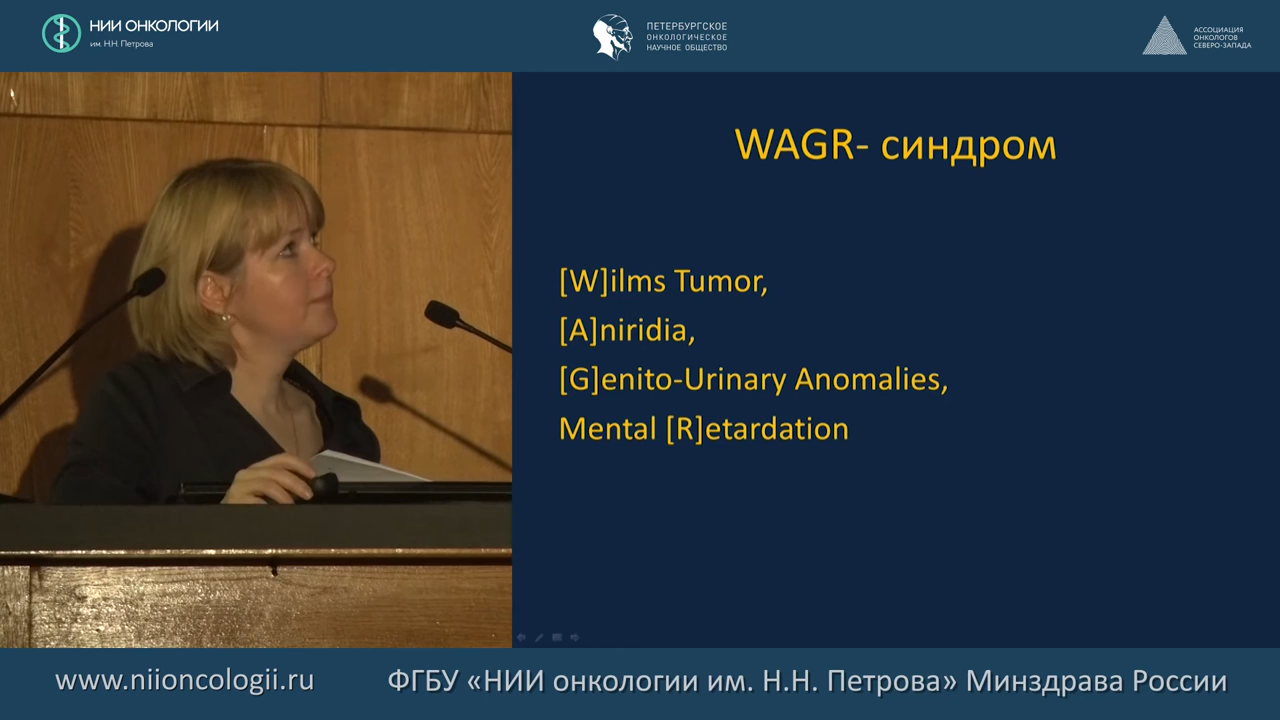 НИИ ОНКОЛОГИИ
им. Н.Н. Петрова
ПЕТЕРБУРГСКОЕ
ОНКОЛОГИЧЕСКОЕ
НАУЧНОЕ ОБЩЕСТВО
АССОЦИАЦИЯ
ОНКОЛОГОВ
СЕВЕРО-ЗАПАДА
WAGR- синдром
[W]ilms Tumor,
[A]niridia,
[G]enito-Urinary Anomalies,
Mental [R]etardation
www.niioncologii.ru
ФГБУ «НИИ онкологии им. Н.Н. Петрова» Минздрава России